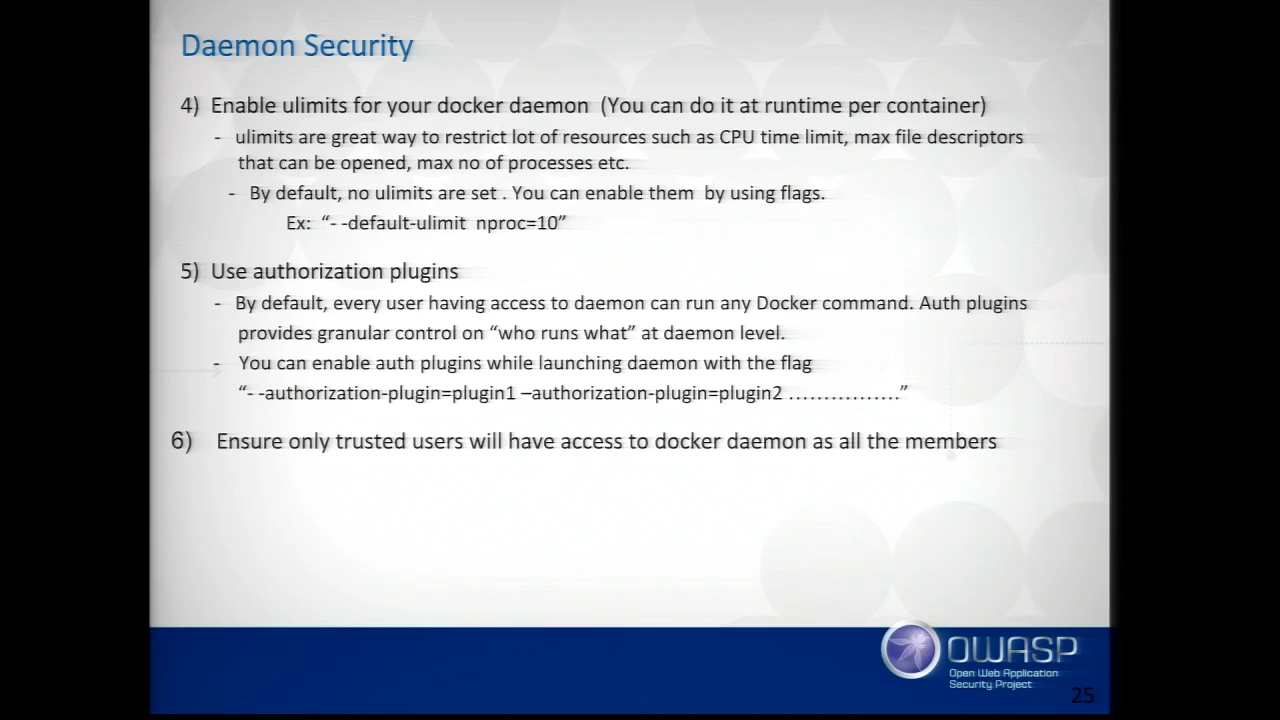 Daemon Security
4) Enable ulimits for your docker daemon (You can do it at runtime per container)
- ulimits are great way to restrict lot of resources such as CPU time limit, max file descriptors
that can be opened, max no of processes etc.
- By default, no ulimits are set . You can enable them by using flags.
Ex: “- -default-ulimit nproc=10”
5) Use authorization plugins
- By default, every user having access to daemon can run any Docker command. Auth plugins
provides granular control on “who runs what” at daemon level.
- You can enable auth plugins while launching daemon with the flag
“- -authorization-plugin=plugin1 –authorization-plugin=plugin2 ................”
6) Ensure only trusted users will have access to docker daemon as all the members
OWASP
Open Web Application
Security Project
25